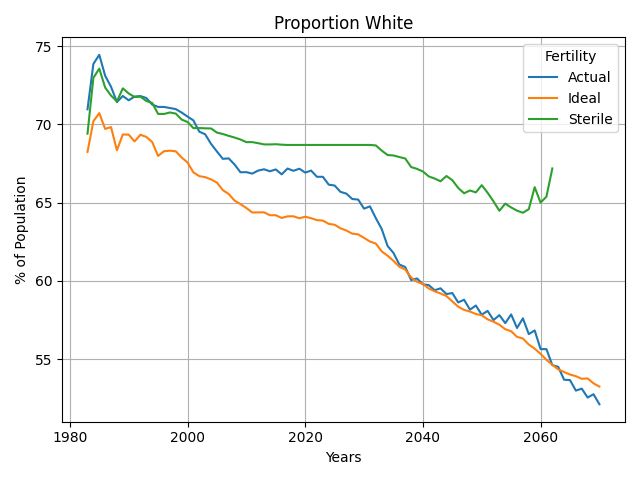 Proportion White
75
70
65
60
55
% of Population
1980
2000
2020
2040
2060
Years
Fertility
Actual
Ideal
Sterile